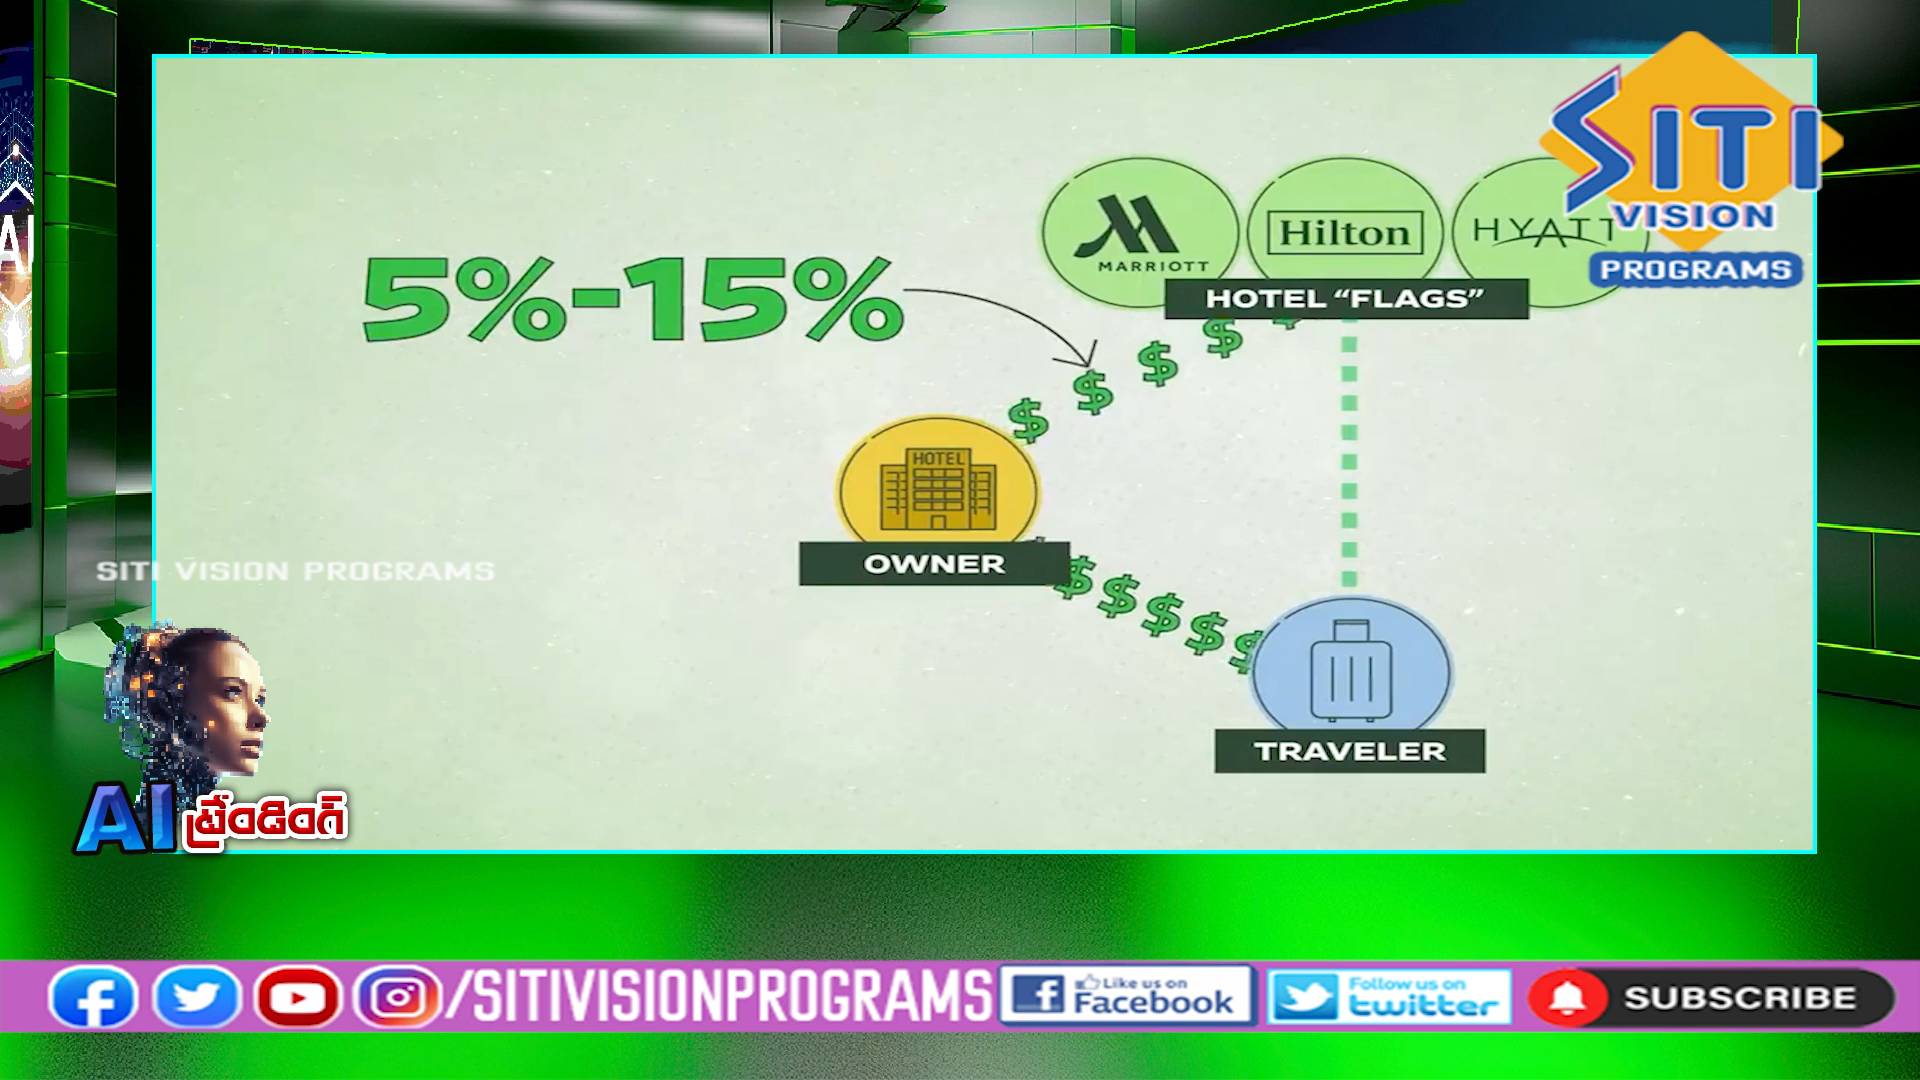 SITI
VISION
PROGRAMS
MARRIOTT
Hilton
HYATT
5%-15%
HOTEL “FLAGS”
$ $ $ $ $
HOTEL
OWNER
$$$$$
SITI VISION PROGRAMS
TRAVELER
AI ట్రేండింగ్
AI
/SITIVISIONPROGRAMS
Like us on
Facebook
Follow us on
twitter
SUBSCRIBE